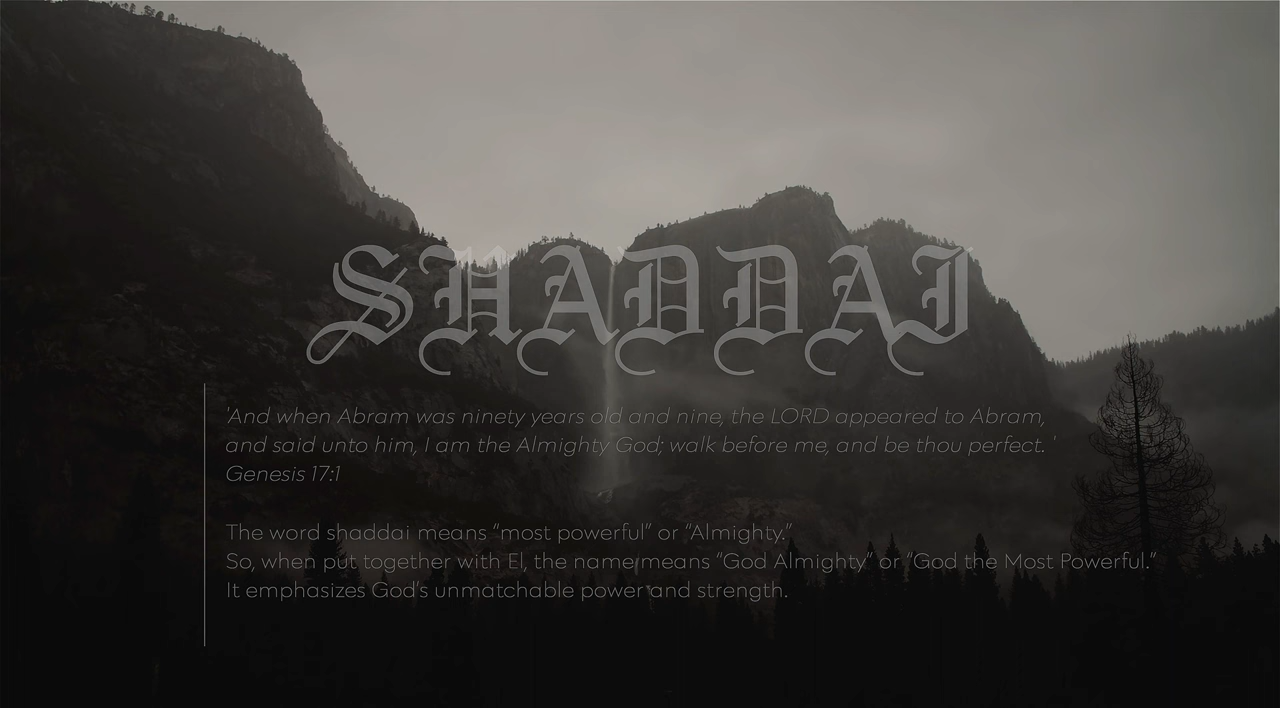 SHADDAI
'And when Abram was ninety years old and nine, the LORD appeared to Abram,
and said unto him, I am the Almighty God; walk before me, and be thou perfect. '
Genesis 17:1
The word shaddai means “most powerful” or “Almighty.”
So, when put together with El, the name means “God Almighty” or “God the Most Powerful.”
It emphasizes God’s unmatchable power and strength.